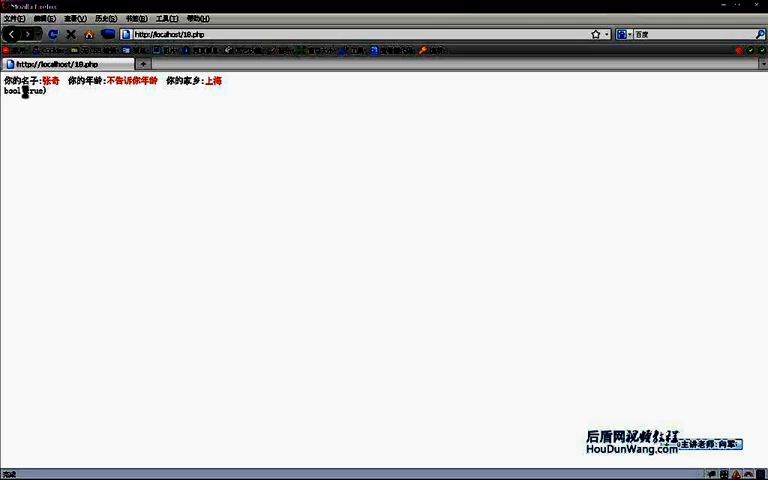 Mozilla Firefox
文件(F) 编辑(E) 查看(V) 历史(S) 书签(B) 工具(T) 帮助(H)
http://localhost/18.php
百度
http://localhost/18.php
你的名子:张奇 你的年龄:不告诉你年龄 你的家乡:上海
bool(true)
后盾网视频教程
主讲老师:向军
HouDunWang.com
完成